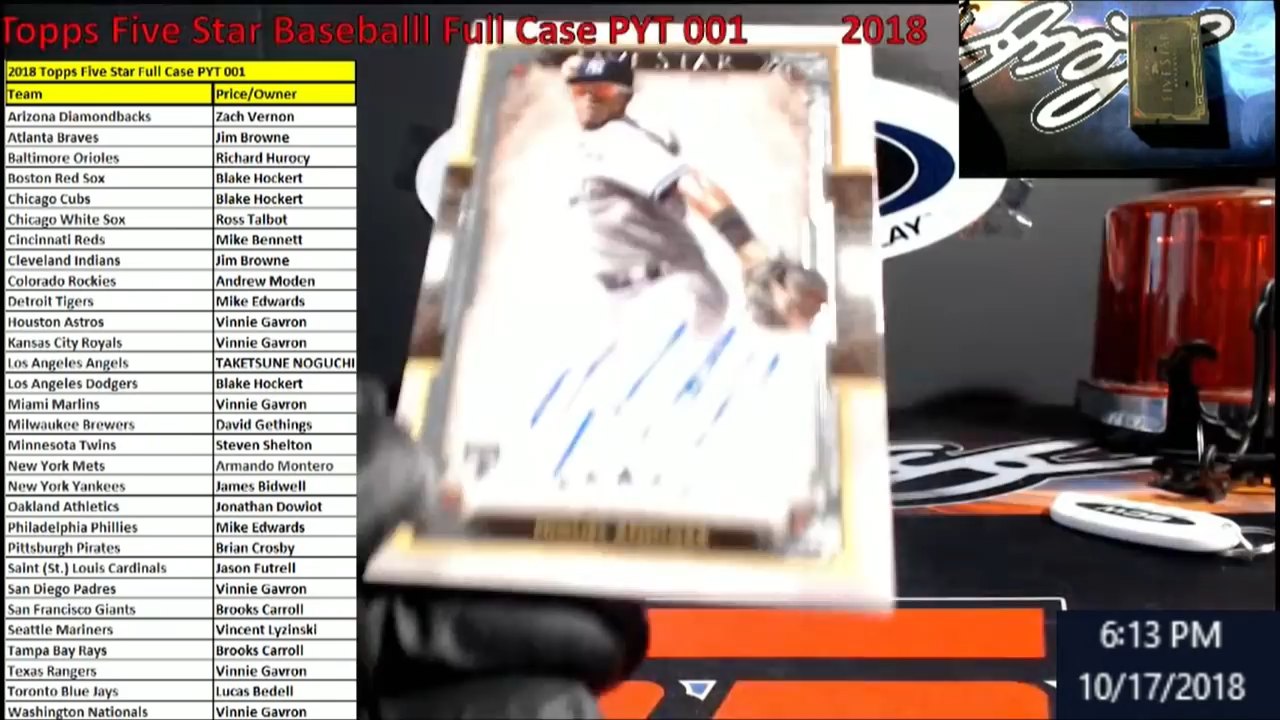 Topps Five Star Baseballl Full Case PYT 001 2018
2018 Topps Five Star Full Case PYT 001
Team Price/Owner
Arizona Diamondbacks Zach Vernon
Atlanta Braves Jim Browne
Baltimore Orioles Richard Hurocy
Boston Red Sox Blake Hockert
Chicago Cubs Blake Hockert
Chicago White Sox Ross Talbot
Cincinnati Reds Mike Bennett
Cleveland Indians Jim Browne
Colorado Rockies Andrew Moden
Detroit Tigers Mike Edwards
Houston Astros Vinnie Gavron
Kansas City Royals Vinnie Gavron
Los Angeles Angels TAKETSUNE NOGUCHI
Los Angeles Dodgers Blake Hockert
Miami Marlins Vinnie Gavron
Milwaukee Brewers David Gethings
Minnesota Twins Steven Shelton
New York Mets Armando Montero
New York Yankees James Bidwell
Oakland Athletics Jonathan Dowiot
Philadelphia Phillies Mike Edwards
Pittsburgh Pirates Brian Crosby
Saint (St.) Louis Cardinals Jason Futrell
San Diego Padres Vinnie Gavron
San Francisco Giants Brooks Carroll
Seattle Mariners Vincent Lyzinski
Tampa Bay Rays Brooks Carroll
Texas Rangers Vinnie Gavron
Toronto Blue Jays Lucas Bedell
Washington Nationals Vinnie Gavron
STAR
LAY
FIVE STAR
6:13 PM
10/17/2018